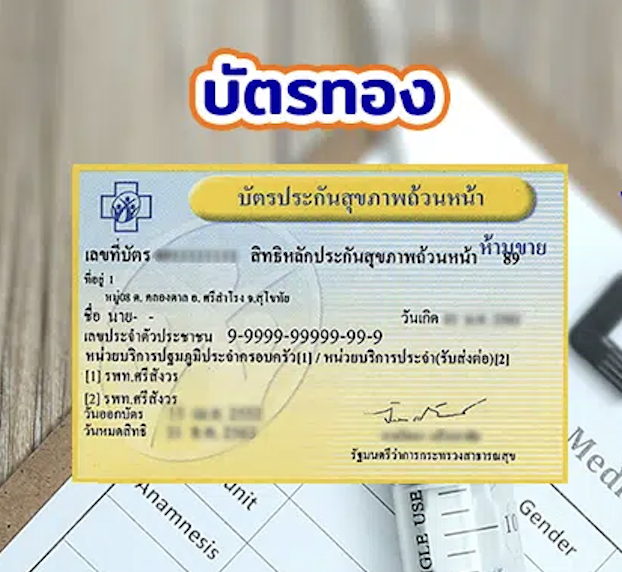 บัตรทอง
บัตรประกันสุขภาพถ้วนหน้า
เลขที่บัตร สิทธิหลักประกันสุขภาพถ้วนหน้า ห้ามขาย 89
ที่อยู่ 1
หมู่08 ต. คลองตาล อ. ศรีสำโรง จ.สุโขทัย
ชื่อ นาย- - วันเกิด
เลขประจำตัวประชาชน 9-9999-99999-99-9
หน่วยบริการปฐมภูมิประจำครอบครัว[1] / หน่วยบริการประจำ(รับส่งต่อ)[2]
[1] รพท.ศรีสังวร
[2] รพท.ศรีสังวร
วันออกบัตร
วันหมดสิทธิ
รัฐมนตรีว่าการกระทรวงสาธารณสุข
Anamnesis
unit
GLE USE
10
Gender
Medi